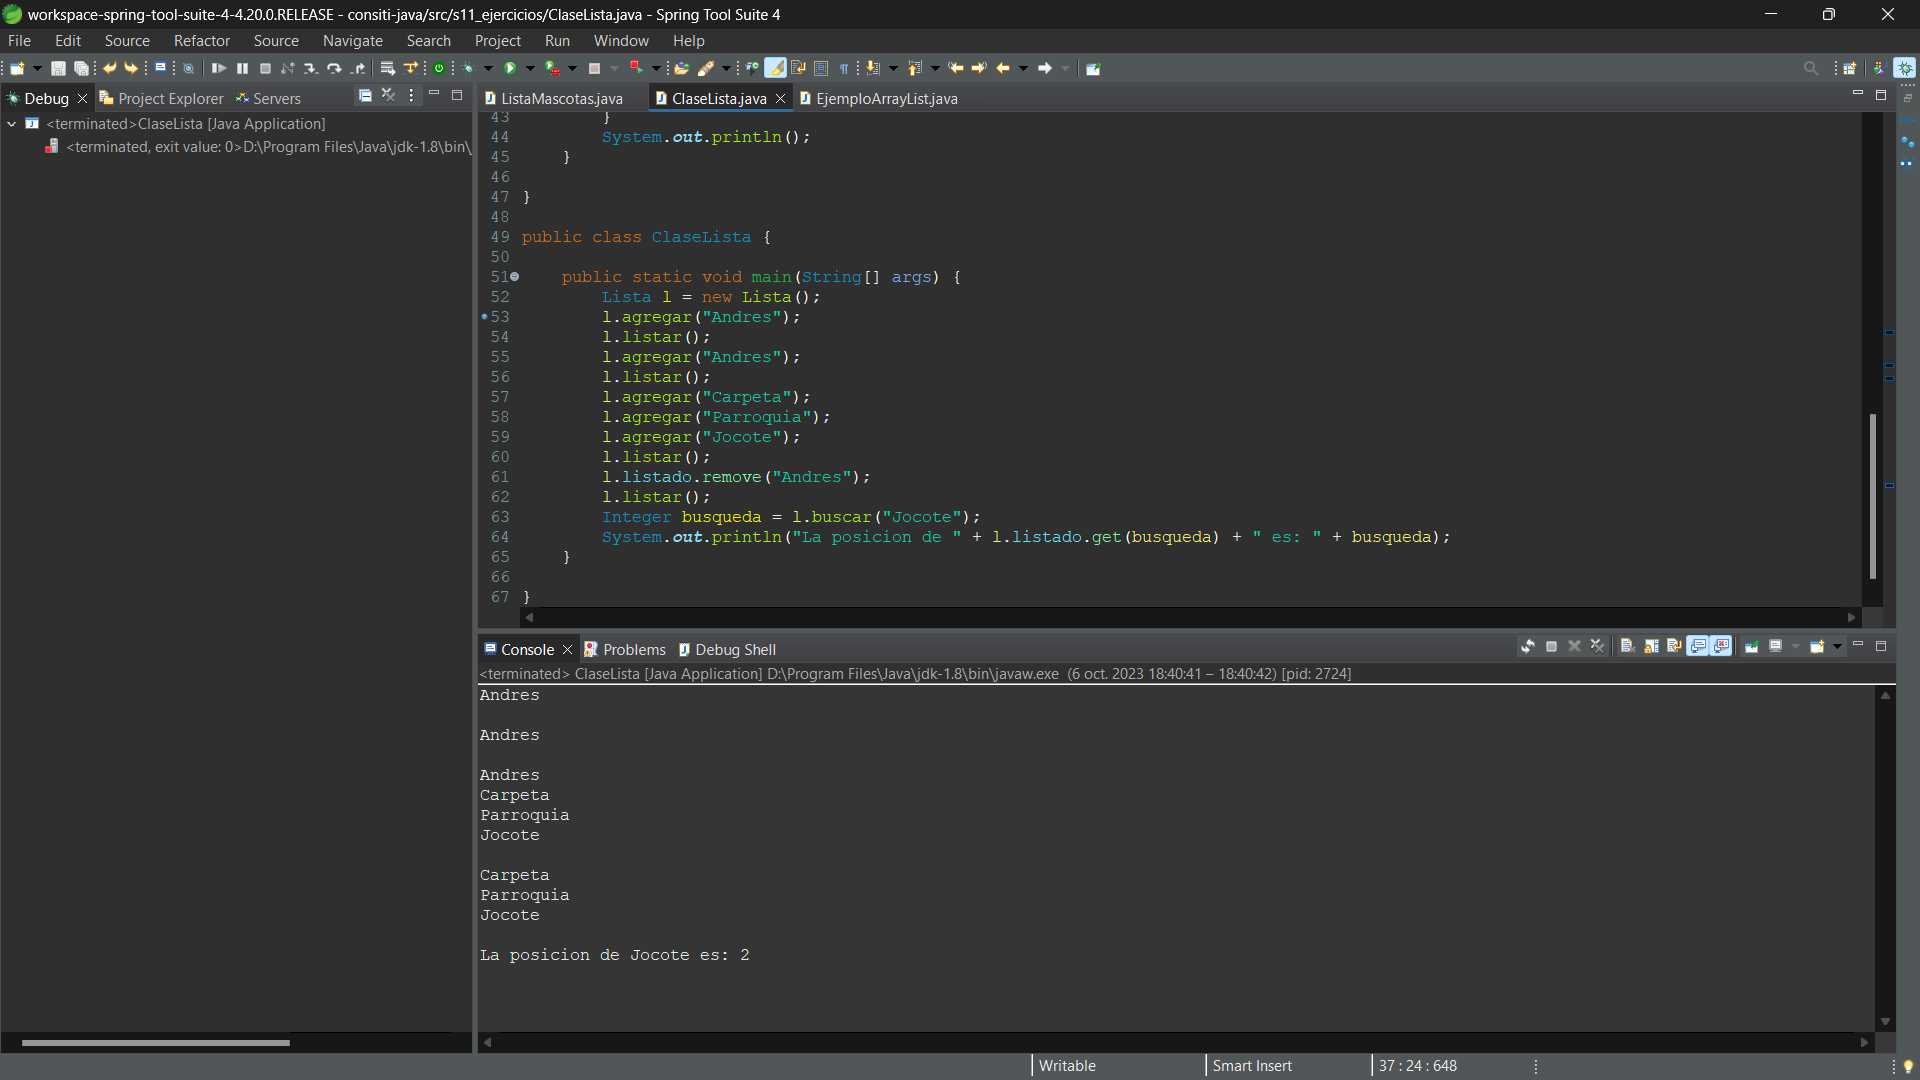 workspace-spring-tool-suite-4-4.20.0.RELEASE - consiti-java/src/s11_ejercicios/ClaseLista.java - Spring Tool Suite 4
File Edit Source Refactor Source Navigate Search Project Run Window Help
Debug Project Explorer Servers
<terminated>ClaseLista [Java Application]
<terminated, exit value: 0>D:\Program Files\Java\jdk-1.8\bin\
ListaMascotas.java ClaseLista.java EjemploArrayList.java
43 }
44 System.out.println();
45 }
46
47 }
48
49 public class ClaseLista {
50
51 public static void main(String[] args) {
52 Lista l = new Lista();
53 l.agregar("Andres");
54 l.listar();
55 l.agregar("Andres");
56 l.listar();
57 l.agregar("Carpeta");
58 l.agregar("Parroquia");
59 l.agregar("Jocote");
60 l.listar();
61 l.listado.remove("Andres");
62 l.listar();
63 Integer busqueda = l.buscar("Jocote");
64 System.out.println("La posicion de " + l.listado.get(busqueda) + " es: " + busqueda);
65 }
66
67 }
Console Problems Debug Shell
<terminated> ClaseLista [Java Application] D:\Program Files\Java\jdk-1.8\bin\javaw.exe (6 oct. 2023 18:40:41 – 18:40:42) [pid: 2724]
Andres
Andres
Andres
Carpeta
Parroquia
Jocote
Carpeta
Parroquia
Jocote
La posicion de Jocote es: 2
Writable Smart Insert 37 : 24 : 648